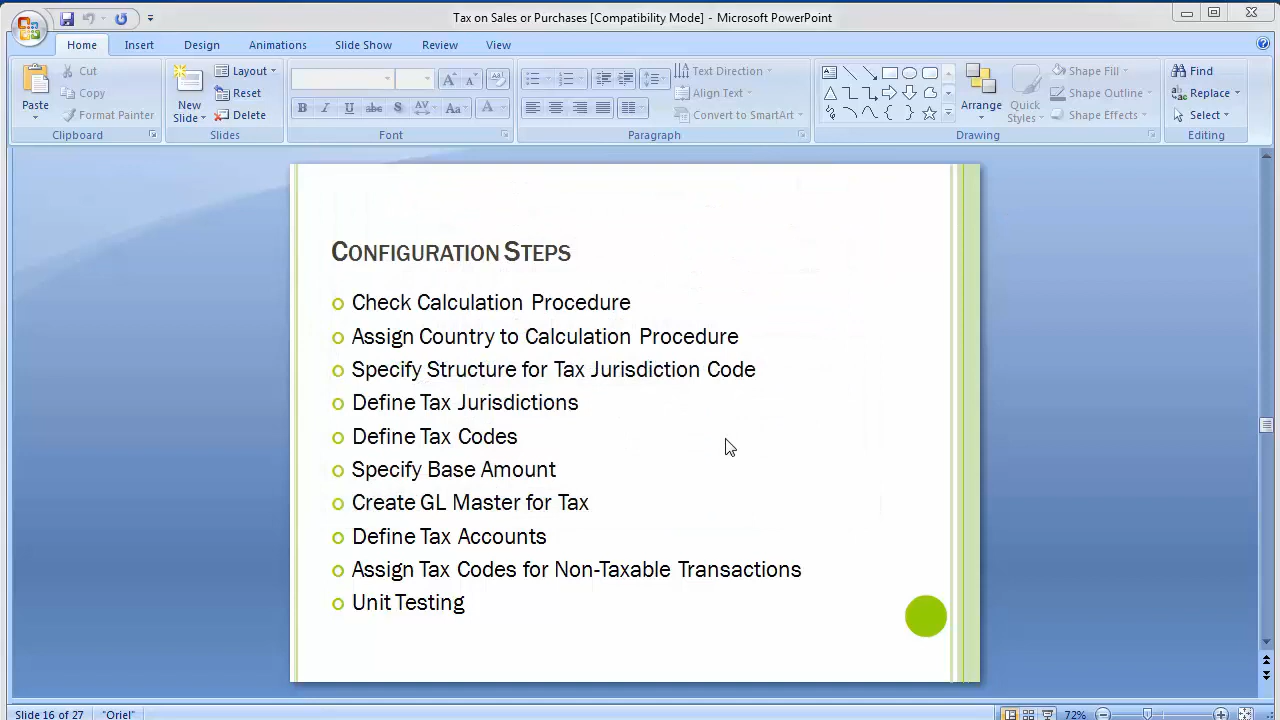 Tax on Sales or Purchases [Compatibility Mode] - Microsoft PowerPoint
Home Insert Design Animations Slide Show Review View
Paste
Cut
Copy
Format Painter
Clipboard
New Slide
Layout
Reset
Delete
Slides
B I U abc S AV Aa A
Font
Text Direction
Align Text
Convert to SmartArt
Paragraph
Arrange
Quick Styles
Shape Fill
Shape Outline
Shape Effects
Drawing
Find
Replace
Select
Editing
CONFIGURATION STEPS
Check Calculation Procedure
Assign Country to Calculation Procedure
Specify Structure for Tax Jurisdiction Code
Define Tax Jurisdictions
Define Tax Codes
Specify Base Amount
Create GL Master for Tax
Define Tax Accounts
Assign Tax Codes for Non-Taxable Transactions
Unit Testing
Slide 16 of 27 "Oriel" 72%